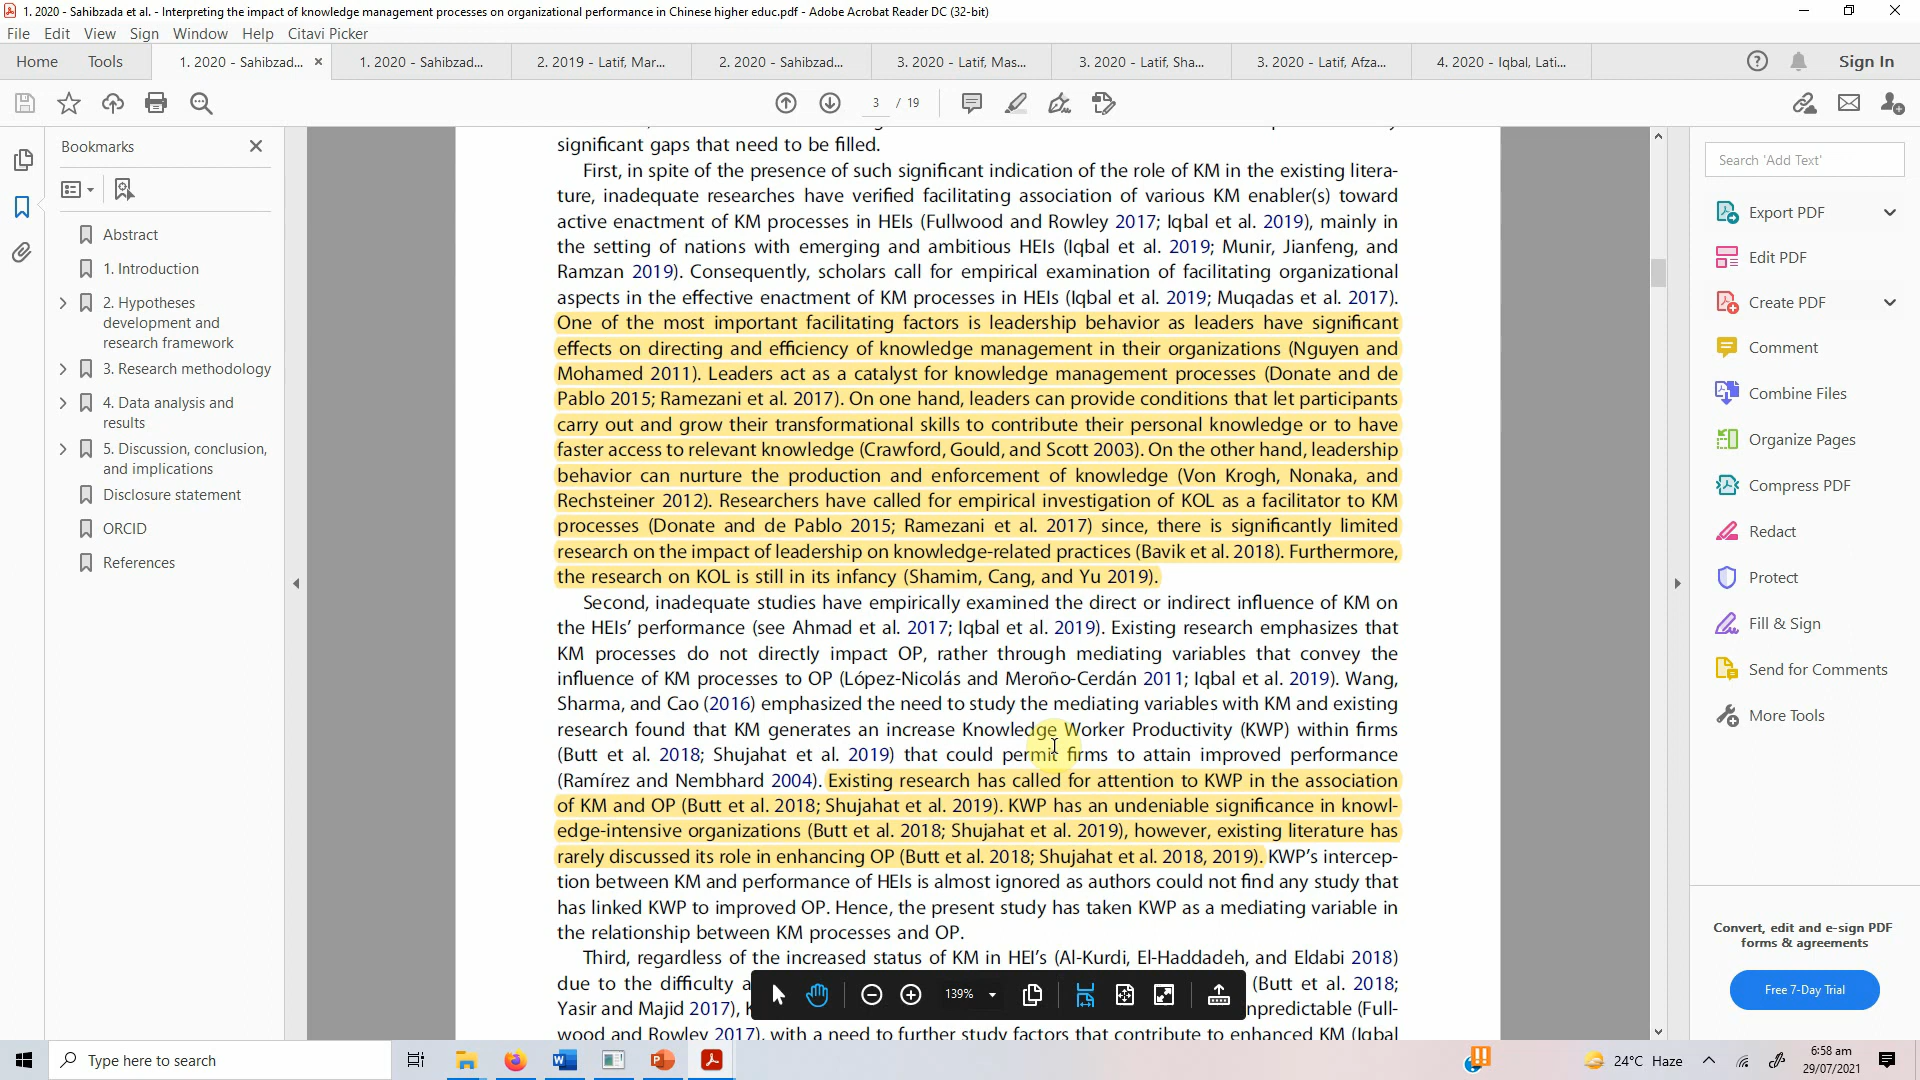 1. 2020 - Sahibzada et al. - Interpreting the impact of knowledge management processes on organizational performance in Chinese higher educ.pdf - Adobe Acrobat Reader DC (32-bit)
File Edit View Sign Window Help Citavi Picker
Home Tools 1. 2020 - Sahibzad... 1. 2020 - Sahibzad... 2. 2019 - Latif, Mar... 2. 2020 - Sahibzad... 3. 2020 - Latif, Mas... 3. 2020 - Latif, Sha... 3. 2020 - Latif, Afza... 4. 2020 - Iqbal, Lati... Sign In
3 / 19
Bookmarks
Abstract
1. Introduction
2. Hypotheses
development and
research framework
3. Research methodology
4. Data analysis and
results
5. Discussion, conclusion,
and implications
Disclosure statement
ORCID
References
significant gaps that need to be filled.
First, in spite of the presence of such significant indication of the role of KM in the existing litera-
ture, inadequate researches have verified facilitating association of various KM enabler(s) toward
active enactment of KM processes in HEIs (Fullwood and Rowley 2017; Iqbal et al. 2019), mainly in
the setting of nations with emerging and ambitious HEIs (Iqbal et al. 2019; Munir, Jianfeng, and
Ramzan 2019). Consequently, scholars call for empirical examination of facilitating organizational
aspects in the effective enactment of KM processes in HEIs (Iqbal et al. 2019; Muqadas et al. 2017).
One of the most important facilitating factors is leadership behavior as leaders have significant
effects on directing and efficiency of knowledge management in their organizations (Nguyen and
Mohamed 2011). Leaders act as a catalyst for knowledge management processes (Donate and de
Pablo 2015; Ramezani et al. 2017). On one hand, leaders can provide conditions that let participants
carry out and grow their transformational skills to contribute their personal knowledge or to have
faster access to relevant knowledge (Crawford, Gould, and Scott 2003). On the other hand, leadership
behavior can nurture the production and enforcement of knowledge (Von Krogh, Nonaka, and
Rechsteiner 2012). Researchers have called for empirical investigation of KOL as a facilitator to KM
processes (Donate and de Pablo 2015; Ramezani et al. 2017) since, there is significantly limited
research on the impact of leadership on knowledge-related practices (Bavik et al. 2018). Furthermore,
the research on KOL is still in its infancy (Shamim, Cang, and Yu 2019).
Second, inadequate studies have empirically examined the direct or indirect influence of KM on
the HEIs' performance (see Ahmad et al. 2017; Iqbal et al. 2019). Existing research emphasizes that
KM processes do not directly impact OP, rather through mediating variables that convey the
influence of KM processes to OP (López-Nicolás and Meroño-Cerdán 2011; Iqbal et al. 2019). Wang,
Sharma, and Cao (2016) emphasized the need to study the mediating variables with KM and existing
research found that KM generates an increase Knowledge Worker Productivity (KWP) within firms
(Butt et al. 2018; Shujahat et al. 2019) that could permit firms to attain improved performance
(Ramírez and Nembhard 2004). Existing research has called for attention to KWP in the association
of KM and OP (Butt et al. 2018; Shujahat et al. 2019). KWP has an undeniable significance in knowl-
edge-intensive organizations (Butt et al. 2018; Shujahat et al. 2019), however, existing literature has
rarely discussed its role in enhancing OP (Butt et al. 2018; Shujahat et al. 2018, 2019). KWP's intercep-
tion between KM and performance of HEIs is almost ignored as authors could not find any study that
has linked KWP to improved OP. Hence, the present study has taken KWP as a mediating variable in
the relationship between KM processes and OP.
Third, regardless of the increased status of KM in HEI's (Al-Kurdi, El-Haddadeh, and Eldabi 2018)
due to the difficulty a (Butt et al. 2018;
Yasir and Majid 2017), npredictable (Full-
wood and Rowley 2017), with a need to further study factors that contribute to enhanced KM (Iqbal
139%
Search 'Add Text'
Export PDF
Edit PDF
Create PDF
Comment
Combine Files
Organize Pages
Compress PDF
Redact
Protect
Fill & Sign
Send for Comments
More Tools
Convert, edit and e-sign PDF
forms & agreements
Free 7-Day Trial
Type here to search
24°C Haze
6:58 am
29/07/2021